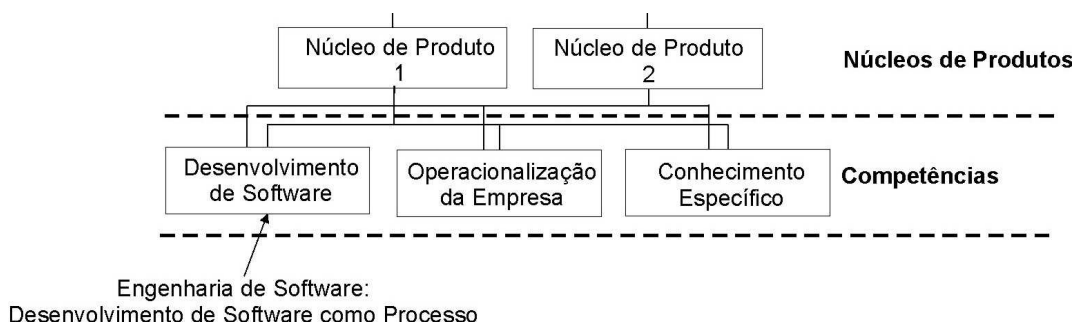 Núcleo de Produto
1
Núcleo de Produto
2
Núcleos de Produtos
Desenvolvimento
de Software
Operacionalização
da Empresa
Conhecimento
Específico
Competências
Engenharia de Software:
Desenvolvimento de Software como Processo